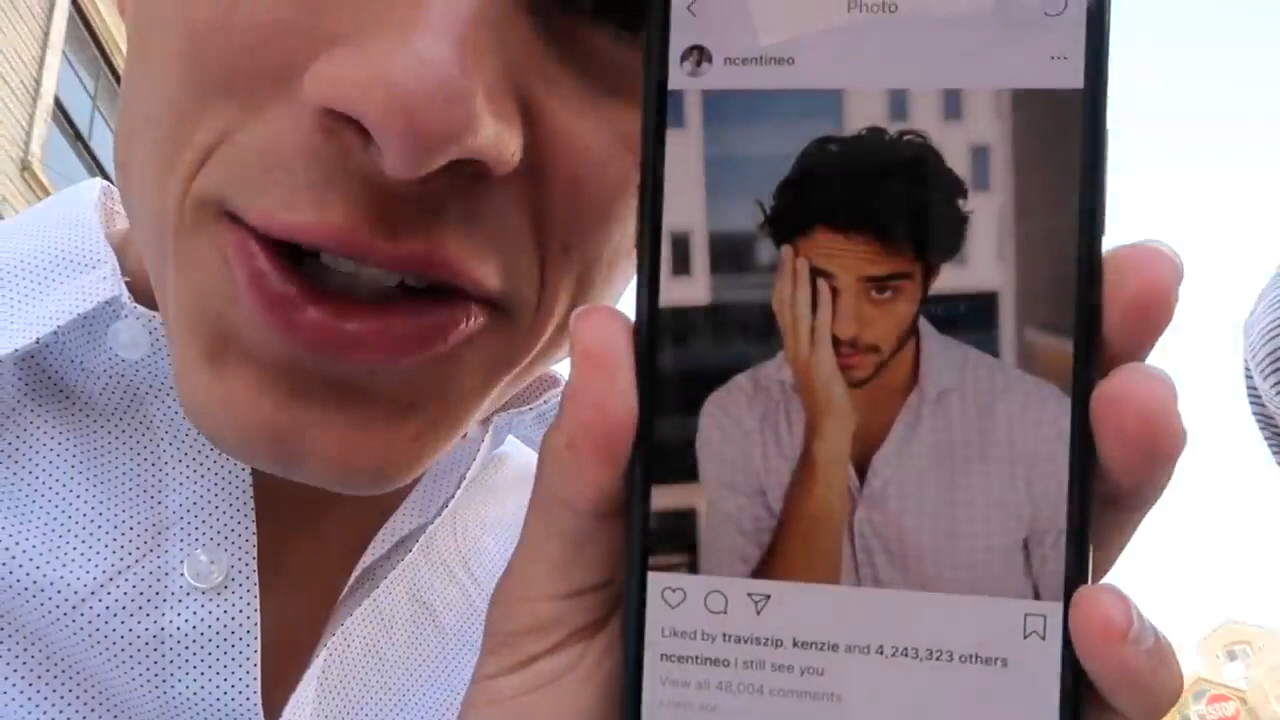 Photo
ncentineo
Liked by traviszip, kenzie and 4,243,323 others
ncentineo I still see you
View all 48,004 comments
STOP